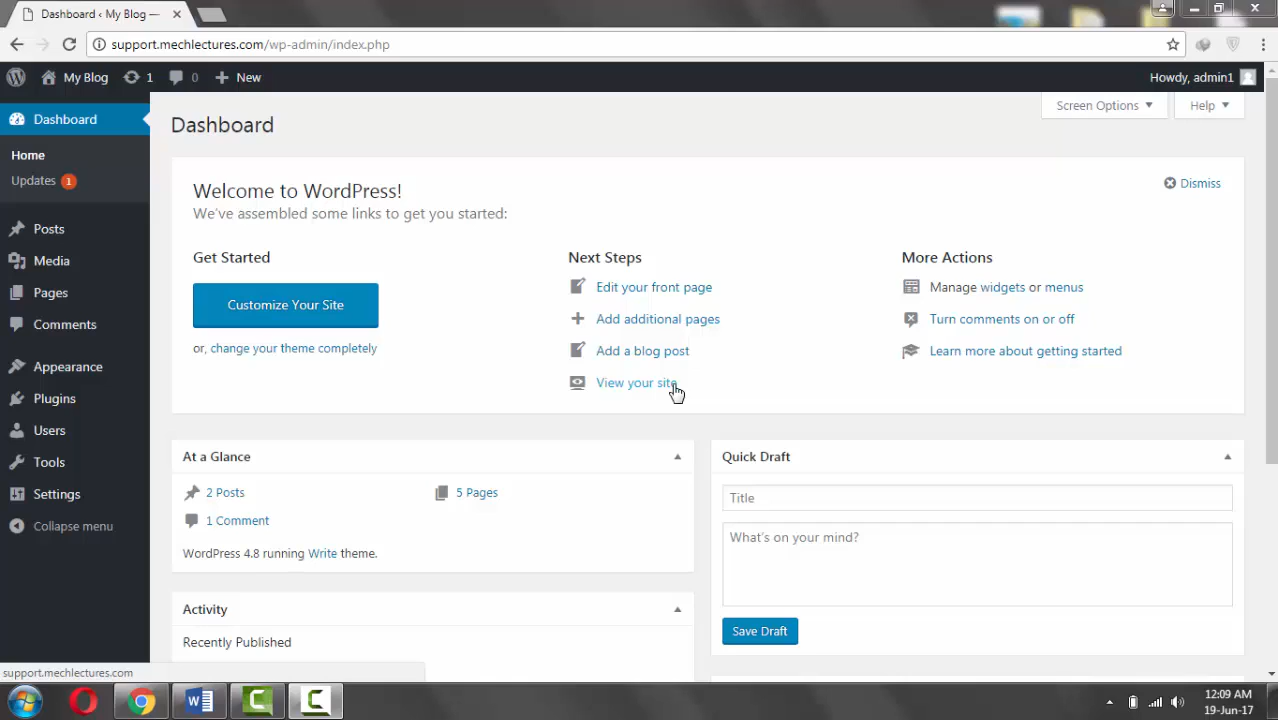 Dashboard ‹ My Blog —
support.mechlectures.com/wp-admin/index.php
My Blog 1 0 New
Howdy, admin1
Dashboard
Home
Updates 1
Posts
Media
Pages
Comments
Appearance
Plugins
Users
Tools
Settings
Collapse menu
Screen Options
Help
Dashboard
Welcome to WordPress!
We've assembled some links to get you started:
Dismiss
Get Started
Customize Your Site
or, change your theme completely
Next Steps
Edit your front page
Add additional pages
Add a blog post
View your site
More Actions
Manage widgets or menus
Turn comments on or off
Learn more about getting started
At a Glance
2 Posts
5 Pages
1 Comment
WordPress 4.8 running Write theme.
Activity
Recently Published
Quick Draft
Title
What's on your mind?
Save Draft
support.mechlectures.com
12:09 AM
19-Jun-17